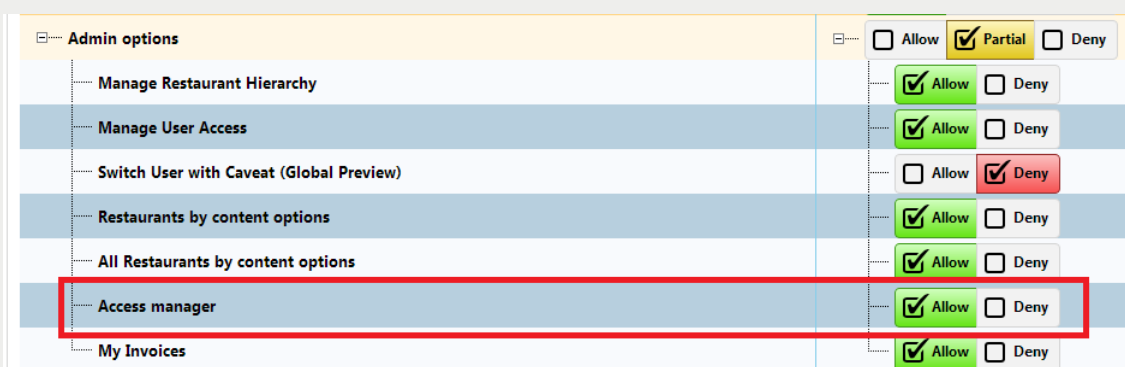 Admin options Allow Partial Deny
Manage Restaurant Hierarchy Allow Deny
Manage User Access Allow Deny
Switch User with Caveat (Global Preview) Allow Deny
Restaurants by content options Allow Deny
All Restaurants by content options Allow Deny
Access manager Allow Deny
My Invoices Allow Deny